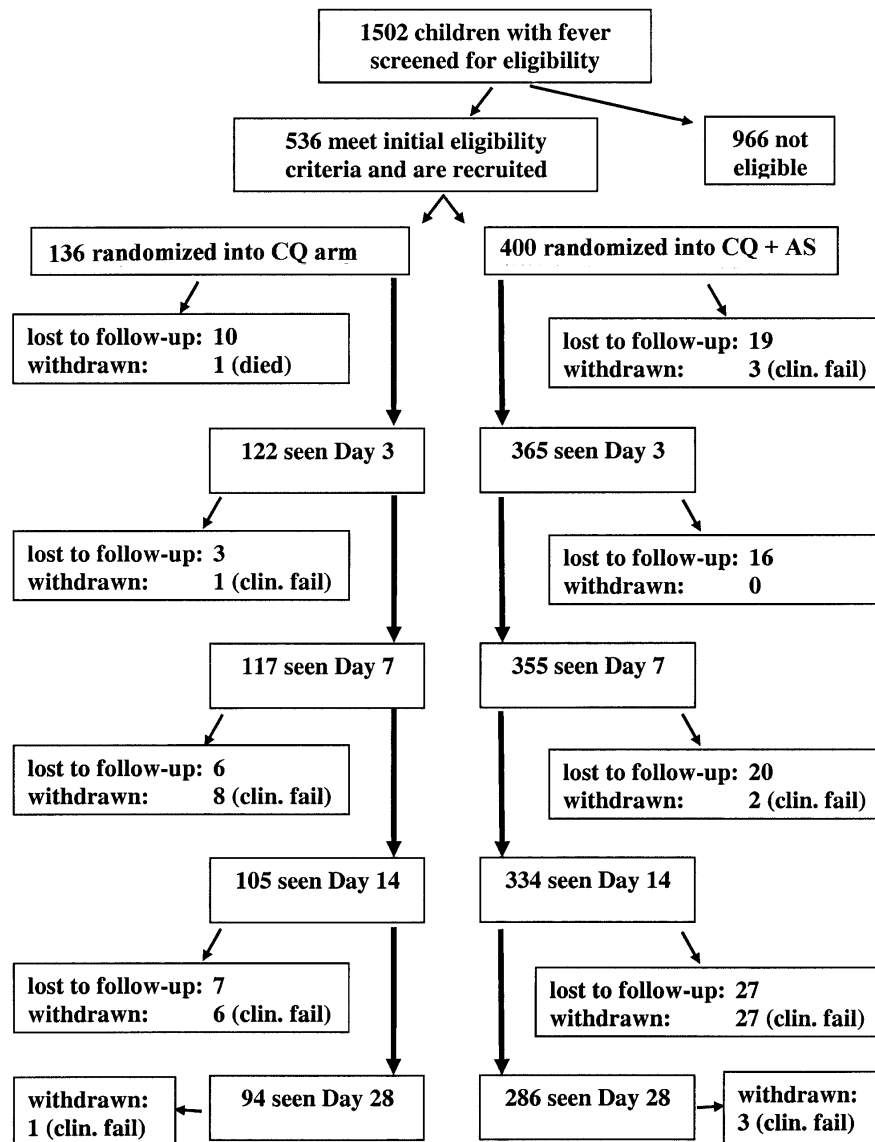 1502 children with fever
screened for eligibility
536 meet initial eligibility
criteria and are recruited
966 not
eligible
136 randomized into CQ arm
400 randomized into CQ + AS
lost to follow-up: 10
withdrawn: 1 (died)
lost to follow-up: 19
withdrawn: 3 (clin. fail)
122 seen Day 3
365 seen Day 3
lost to follow-up: 3
withdrawn: 1 (clin. fail)
lost to follow-up: 16
withdrawn: 0
117 seen Day 7
355 seen Day 7
lost to follow-up: 6
withdrawn: 8 (clin. fail)
lost to follow-up: 20
withdrawn: 2 (clin. fail)
105 seen Day 14
334 seen Day 14
lost to follow-up: 7
withdrawn: 6 (clin. fail)
lost to follow-up: 27
withdrawn: 27 (clin. fail)
withdrawn:
1 (clin. fail)
94 seen Day 28
286 seen Day 28
withdrawn:
3 (clin. fail)